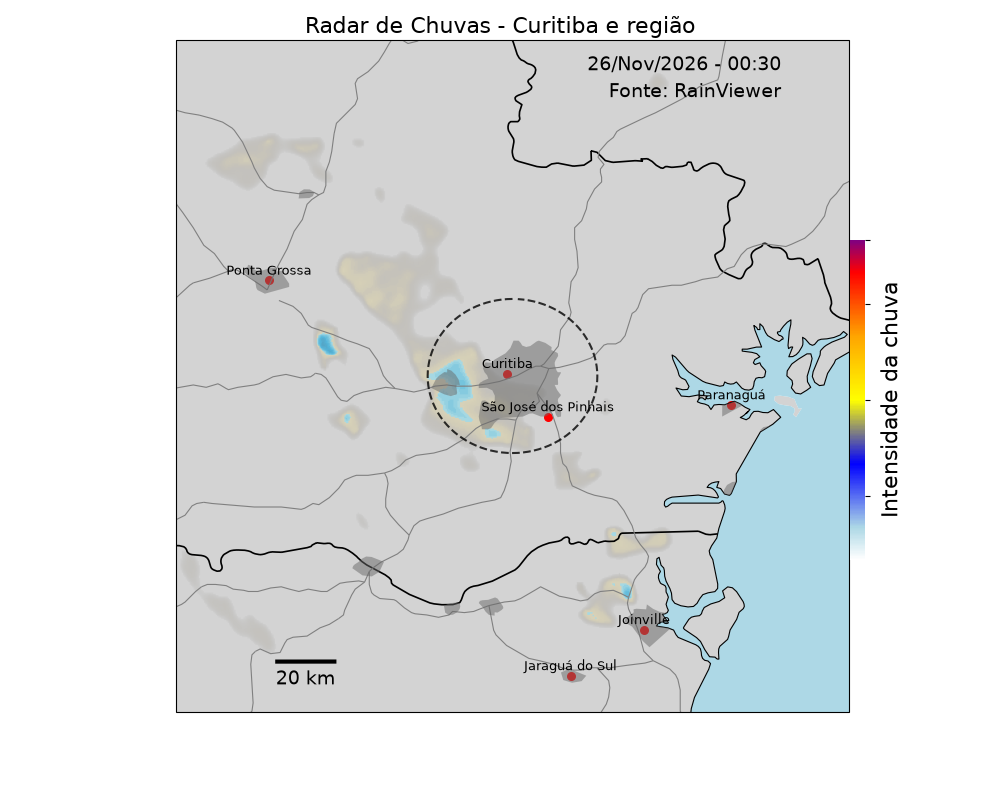 Radar de Chuvas - Curitiba e região
26/Nov/2026 - 00:30
Fonte: RainViewer
Ponta Grossa
Curitiba
São José dos Pinhais
Paranaguá
Intensidade da chuva
Joinville
Jaraguá do Sul
20 km